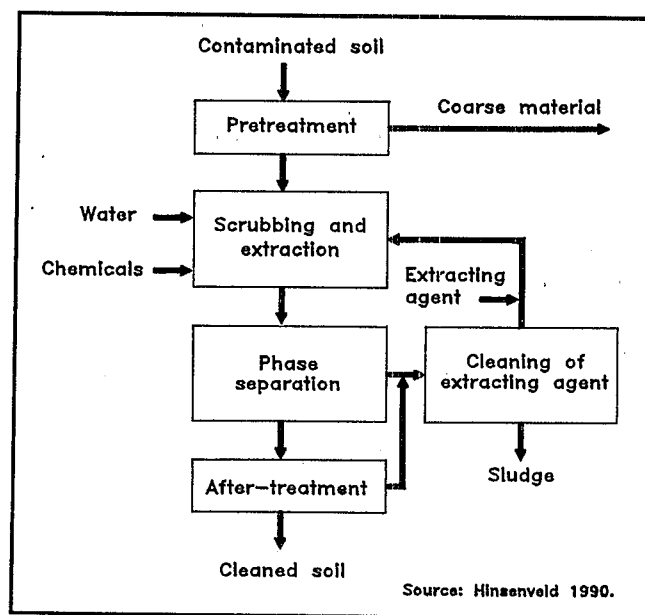 Contaminated soil
Pretreatment
Coarse material
Water
Scrubbing and
extraction
Chemicals
Extracting
agent
Phase
separation
Cleaning of
extracting agent
After-treatment
Sludge
Cleaned soil
Source: Hinsenveld 1990.